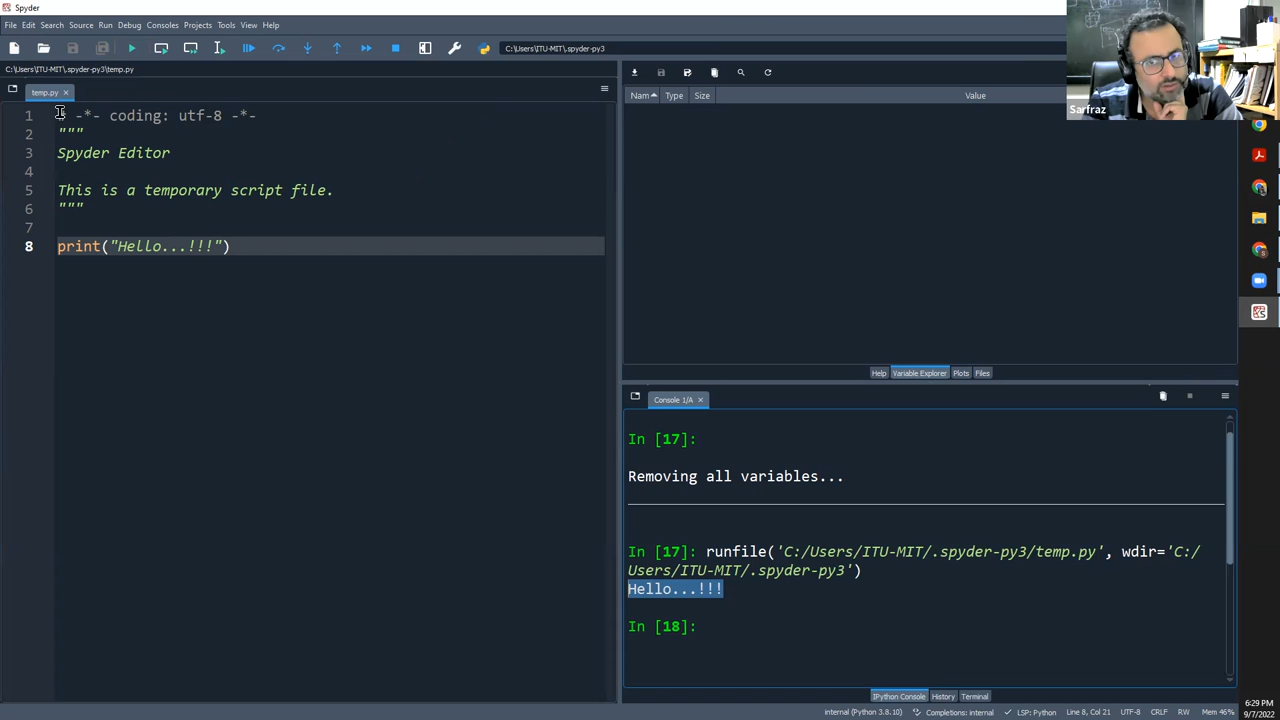 Spyder
File Edit Search Source Run Debug Consoles Projects Tools View Help
C:\Users\ITU-MIT\.spyder-py3
C:\Users\ITU-MIT\.spyder-py3\temp.py
temp.py
1 -*- coding: utf-8 -*-
2 """
3 Spyder Editor
4
5 This is a temporary script file.
6 """
7
8 print("Hello...!!!")
Nam Type Size Value
Sarfraz
Help Variable Explorer Plots Files
Console 1/A
In [17]:
Removing all variables...
In [17]: runfile('C:/Users/ITU-MIT/.spyder-py3/temp.py', wdir='C:/
Users/ITU-MIT/.spyder-py3')
Hello...!!!
In [18]:
IPython Console History Terminal
internal (Python 3.8.10) Completions: internal LSP: Python Line 8, Col 21 UTF-8 CRLF RW Mem 46%
6:29 PM
9/7/2022